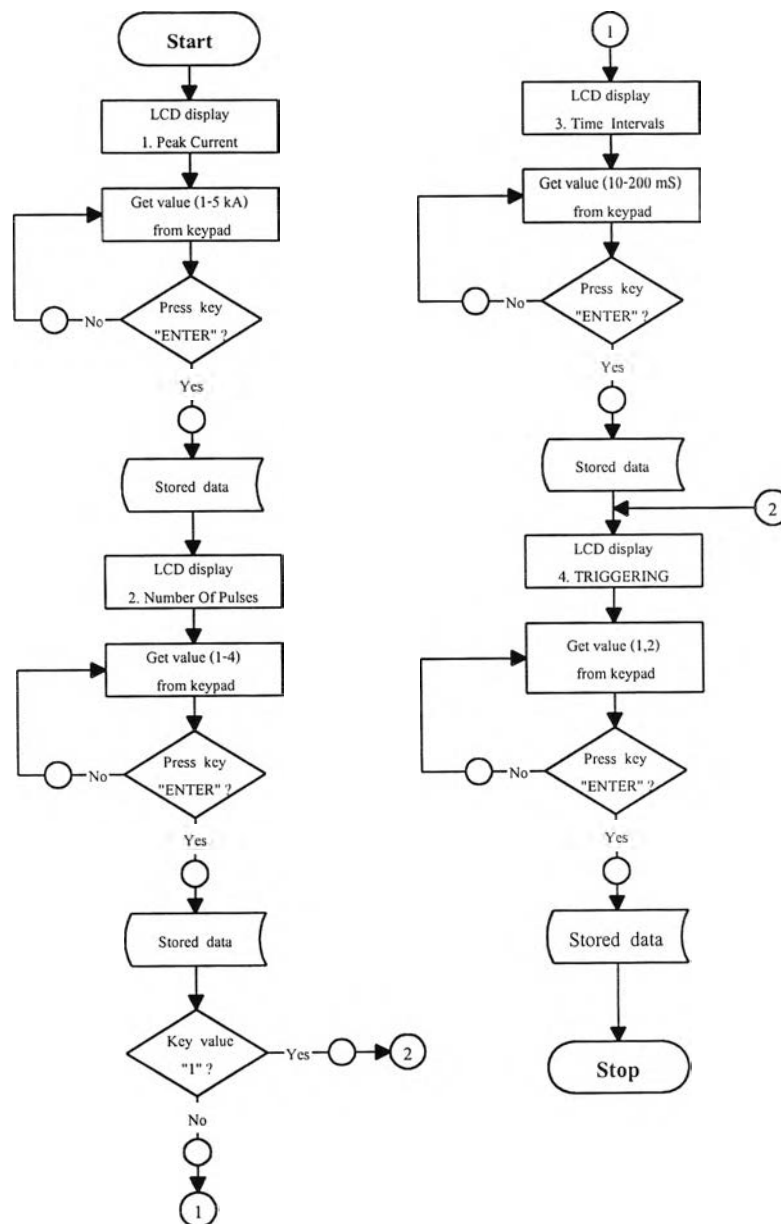 Start
LCD display
1. Peak Current
Get value (1-5 kA)
from keypad
Press key
"ENTER" ?
No
Yes
Stored data
LCD display
2. Number Of Pulses
Get value (1-4)
from keypad
Press key
"ENTER" ?
No
Yes
Stored data
Key value
"1" ?
Yes
2
No
1
1
LCD display
3. Time Intervals
Get value (10-200 mS)
from keypad
Press key
"ENTER" ?
No
Yes
Stored data
2
LCD display
4. TRIGGERING
Get value (1,2)
from keypad
Press key
"ENTER" ?
No
Yes
Stored data
Stop